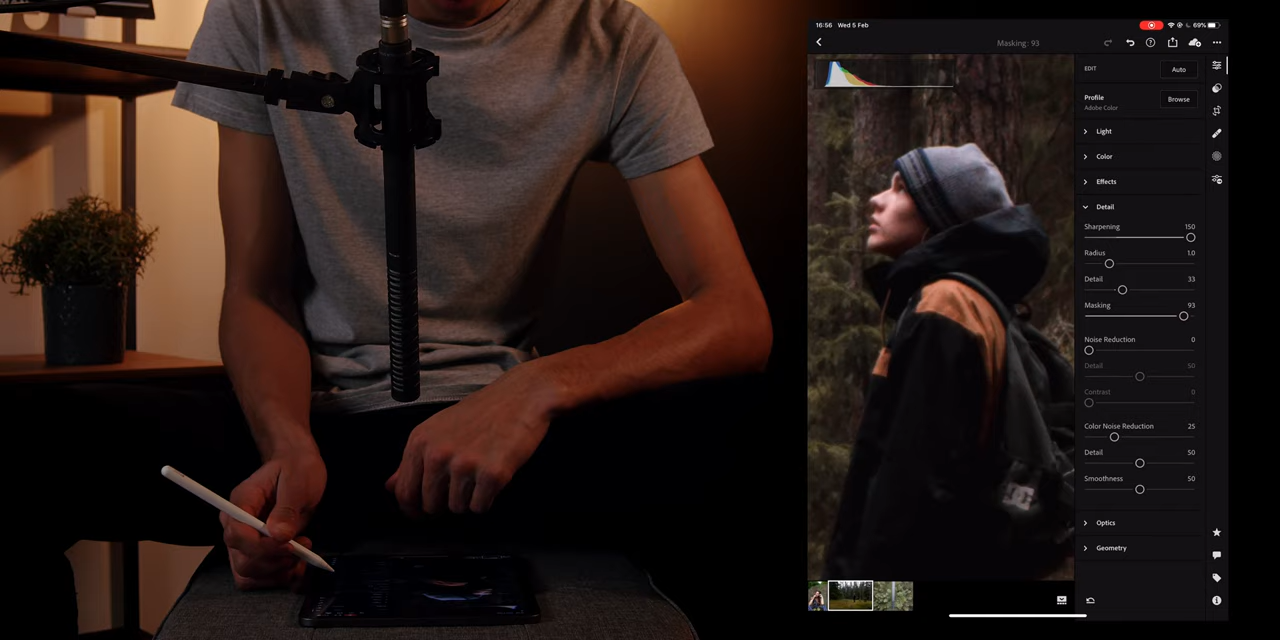 16:56 Wed 5 Feb
69%
Masking: 93
EDIT
Auto
Profile
Adobe Color
Browse
Light
Color
Effects
Detail
Sharpening 150
Radius 1.0
Detail 33
Masking 93
Noise Reduction 0
Detail 50
Contrast 0
Color Noise Reduction 25
Detail 50
Smoothness 50
Optics
Geometry